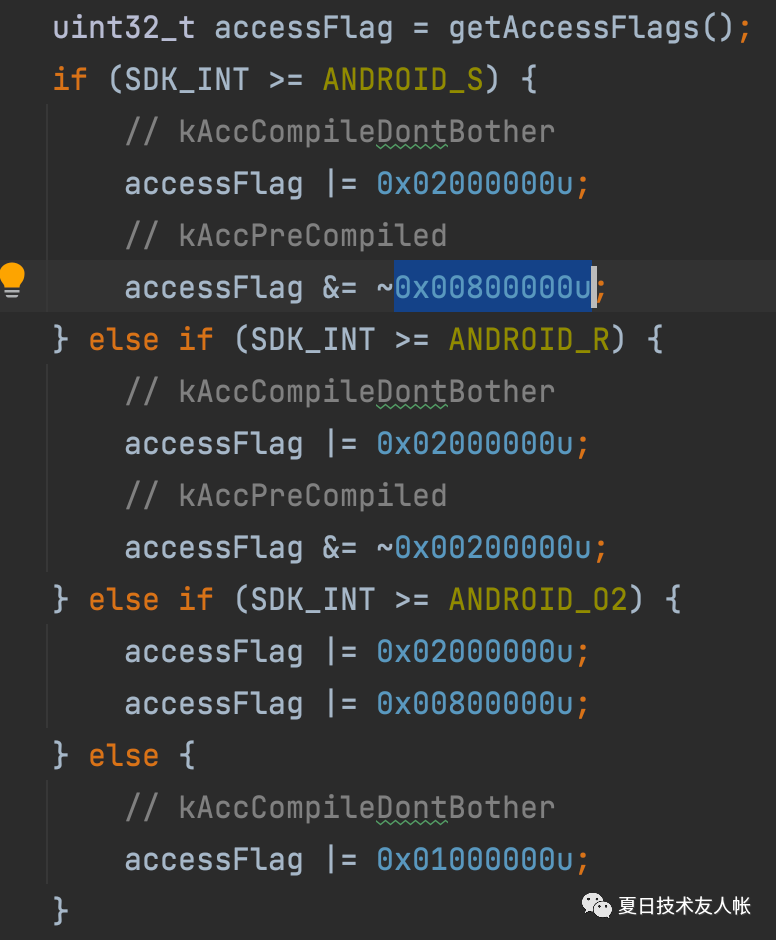 uint32_t accessFlag = getAccessFlags();
if (SDK_INT >= ANDROID_S) {
// kAccCompileDontBother
accessFlag |= 0x02000000u;
// kAccPreCompiled
accessFlag &= ~0x00800000u;
} else if (SDK_INT >= ANDROID_R) {
// kAccCompileDontBother
accessFlag |= 0x02000000u;
// kAccPreCompiled
accessFlag &= ~0x00200000u;
} else if (SDK_INT >= ANDROID_O2) {
accessFlag |= 0x02000000u;
accessFlag |= 0x00800000u;
} else {
// kAccCompileDontBother
accessFlag |= 0x01000000u;
}
夏日技术友人帐